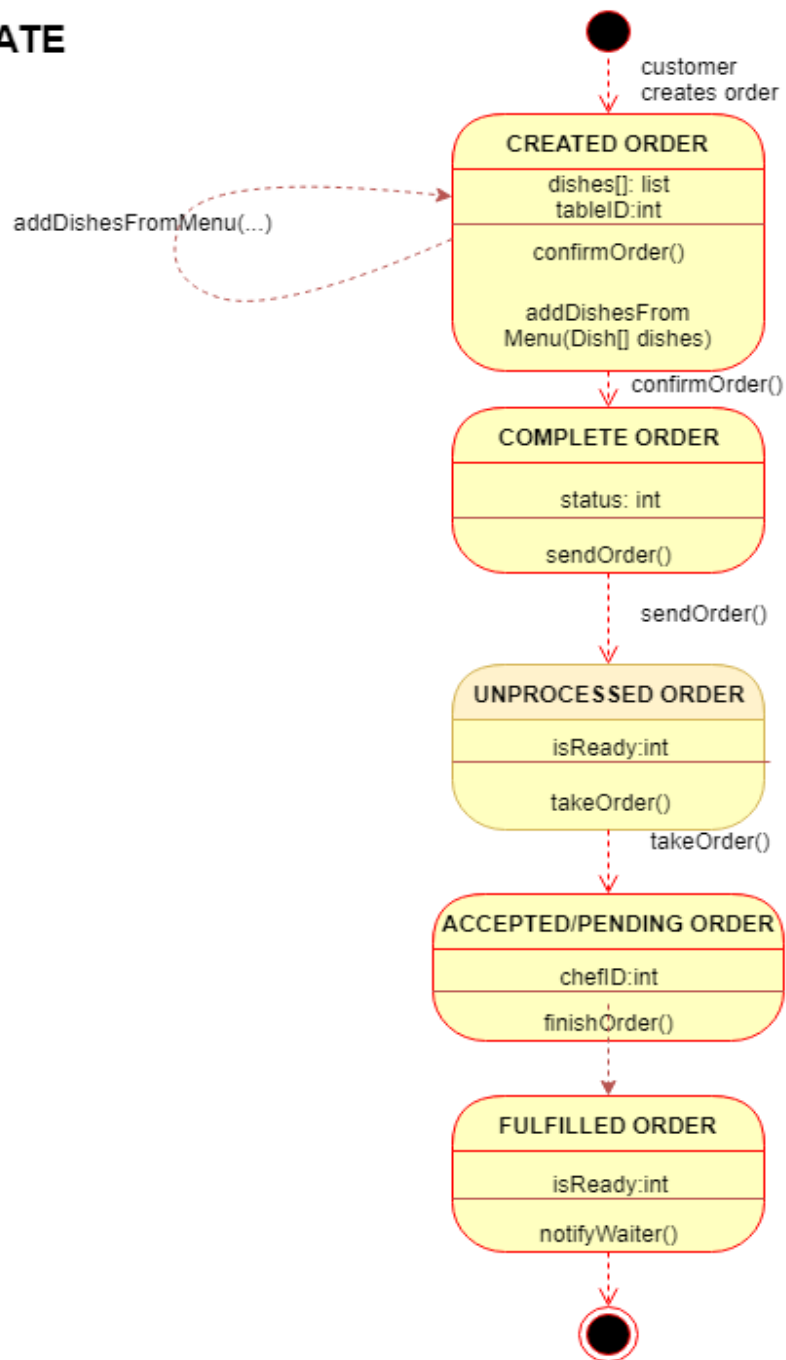 ATE
customer
creates order
CREATED ORDER
dishes[]: list
tableID:int
addDishesFromMenu(...)
confirmOrder()
addDishesFrom
Menu(Dish[] dishes)
confirmOrder()
COMPLETE ORDER
status: int
sendOrder()
sendOrder()
UNPROCESSED ORDER
isReady:int
takeOrder()
takeOrder()
ACCEPTED/PENDING ORDER
chefID:int
finishOrder()
FULFILLED ORDER
isReady:int
notifyWaiter()